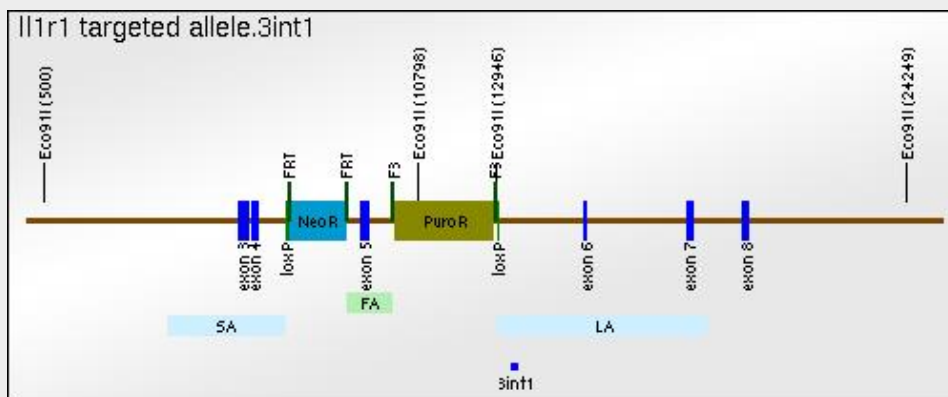 Il1r1 targeted allele.3int1
Eco91I(500)
Eco91I(10798)
Eco91I(12946)
Eco91I(24249)
FRT
FRT
F3
F3
NeoR
PuroR
exon 3
exon 4
loxP
exon 5
loxP
exon 6
exon 7
exon 8
FA
SA
LA
3int1